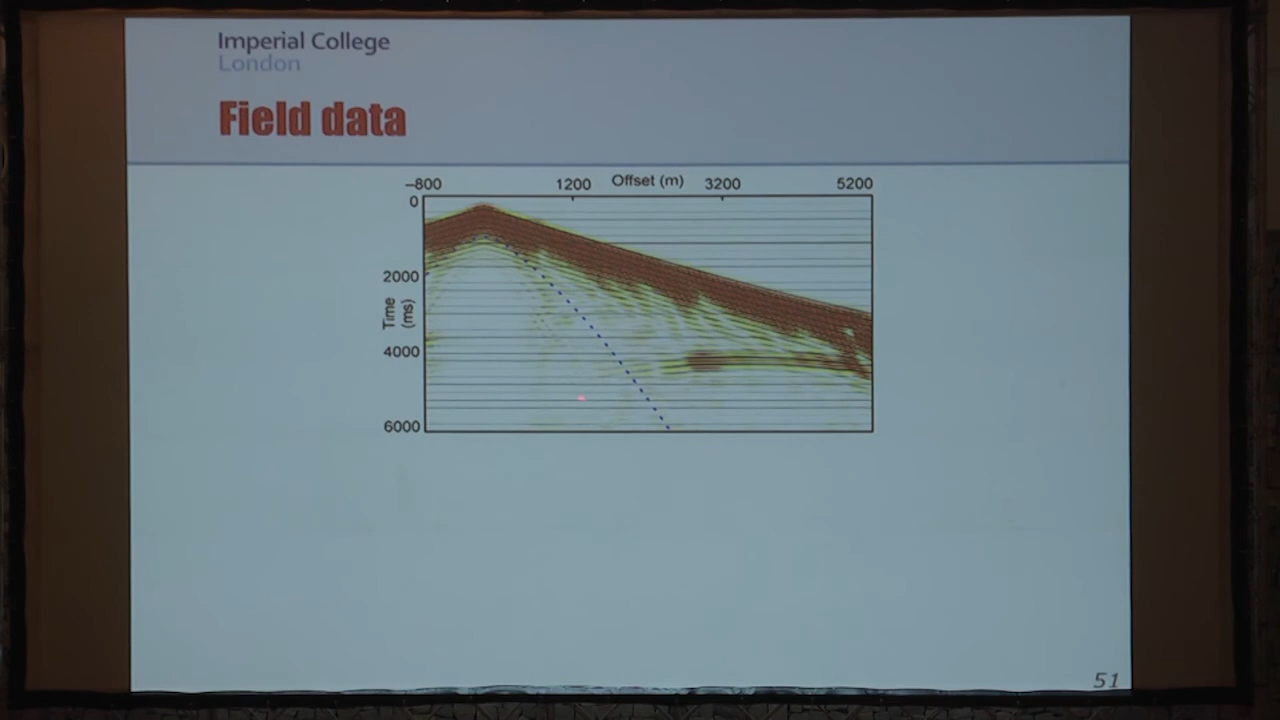 Imperial College
London
Field data
–800 1200 Offset (m) 3200 5200
0
2000
Time
(ms)
4000
6000
51